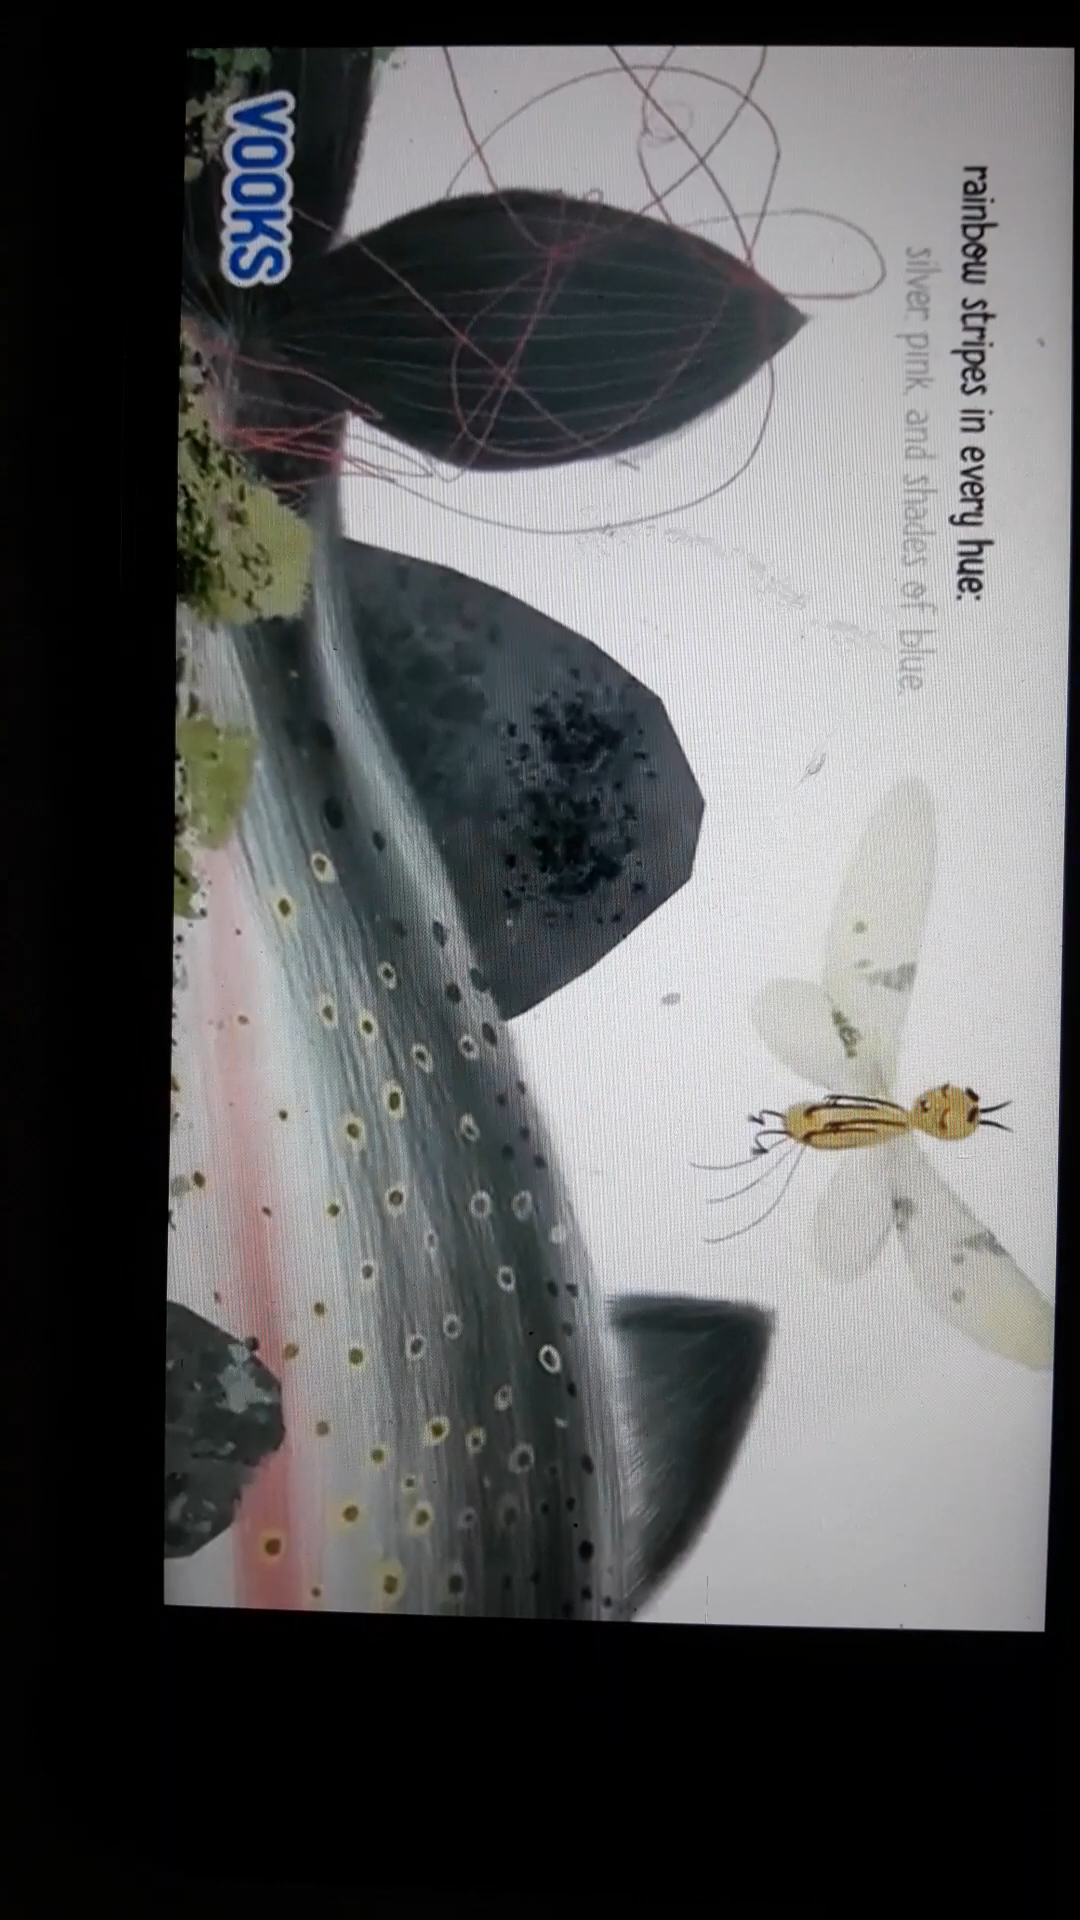 rainbow stripes in every hue:
silver, pink, and shades of blue.
VOOKS